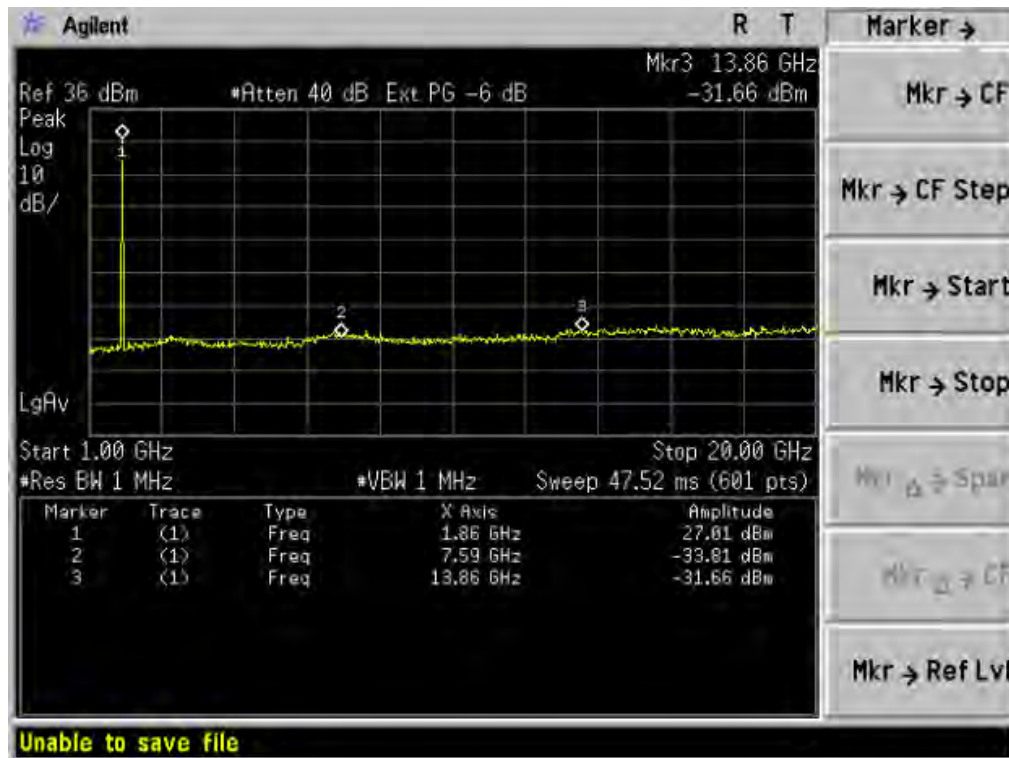 Agilent R T Marker →
Mkr3 13.86 GHz
Ref 36 dBm #Atten 40 dB Ext PG -6 dB -31.66 dBm
Peak
Log
10
dB/
1
2
3
LgAv
Start 1.00 GHz Stop 20.00 GHz
#Res BW 1 MHz #VBW 1 MHz Sweep 47.52 ms (601 pts)
Marker Trace Type X Axis Amplitude
1 (1) Freq 1.86 GHz 27.01 dBm
2 (1) Freq 7.59 GHz -33.81 dBm
3 (1) Freq 13.86 GHz -31.66 dBm
Unable to save file
Mkr → CF
Mkr → CF Step
Mkr → Start
Mkr → Stop
Mkr Δ → Span
Mkr Δ → CF
Mkr → Ref Lvl